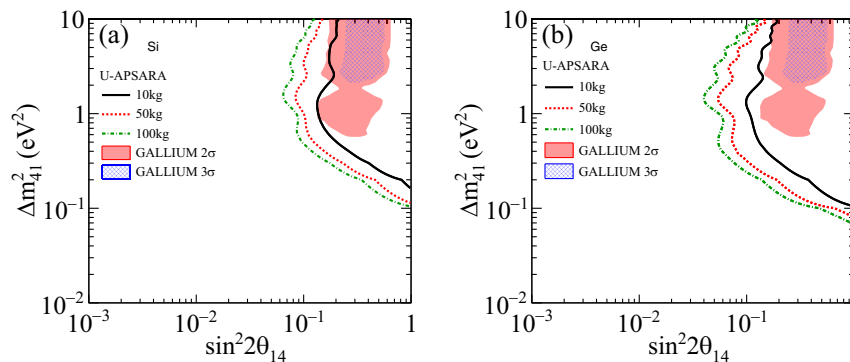 (a)
Si
U-APSARA
10kg
50kg
100kg
GALLIUM 2σ
GALLIUM 3σ
10
1
10⁻¹
10⁻²
Δm²₄₁ (eV²)
10⁻³
10⁻²
10⁻¹
1
sin²2θ₁₄
(b)
Ge
U-APSARA
10kg
50kg
100kg
GALLIUM 2σ
GALLIUM 3σ
10
1
10⁻¹
10⁻²
Δm²₄₁ (eV²)
10⁻³
10⁻²
10⁻¹
sin²2θ₁₄